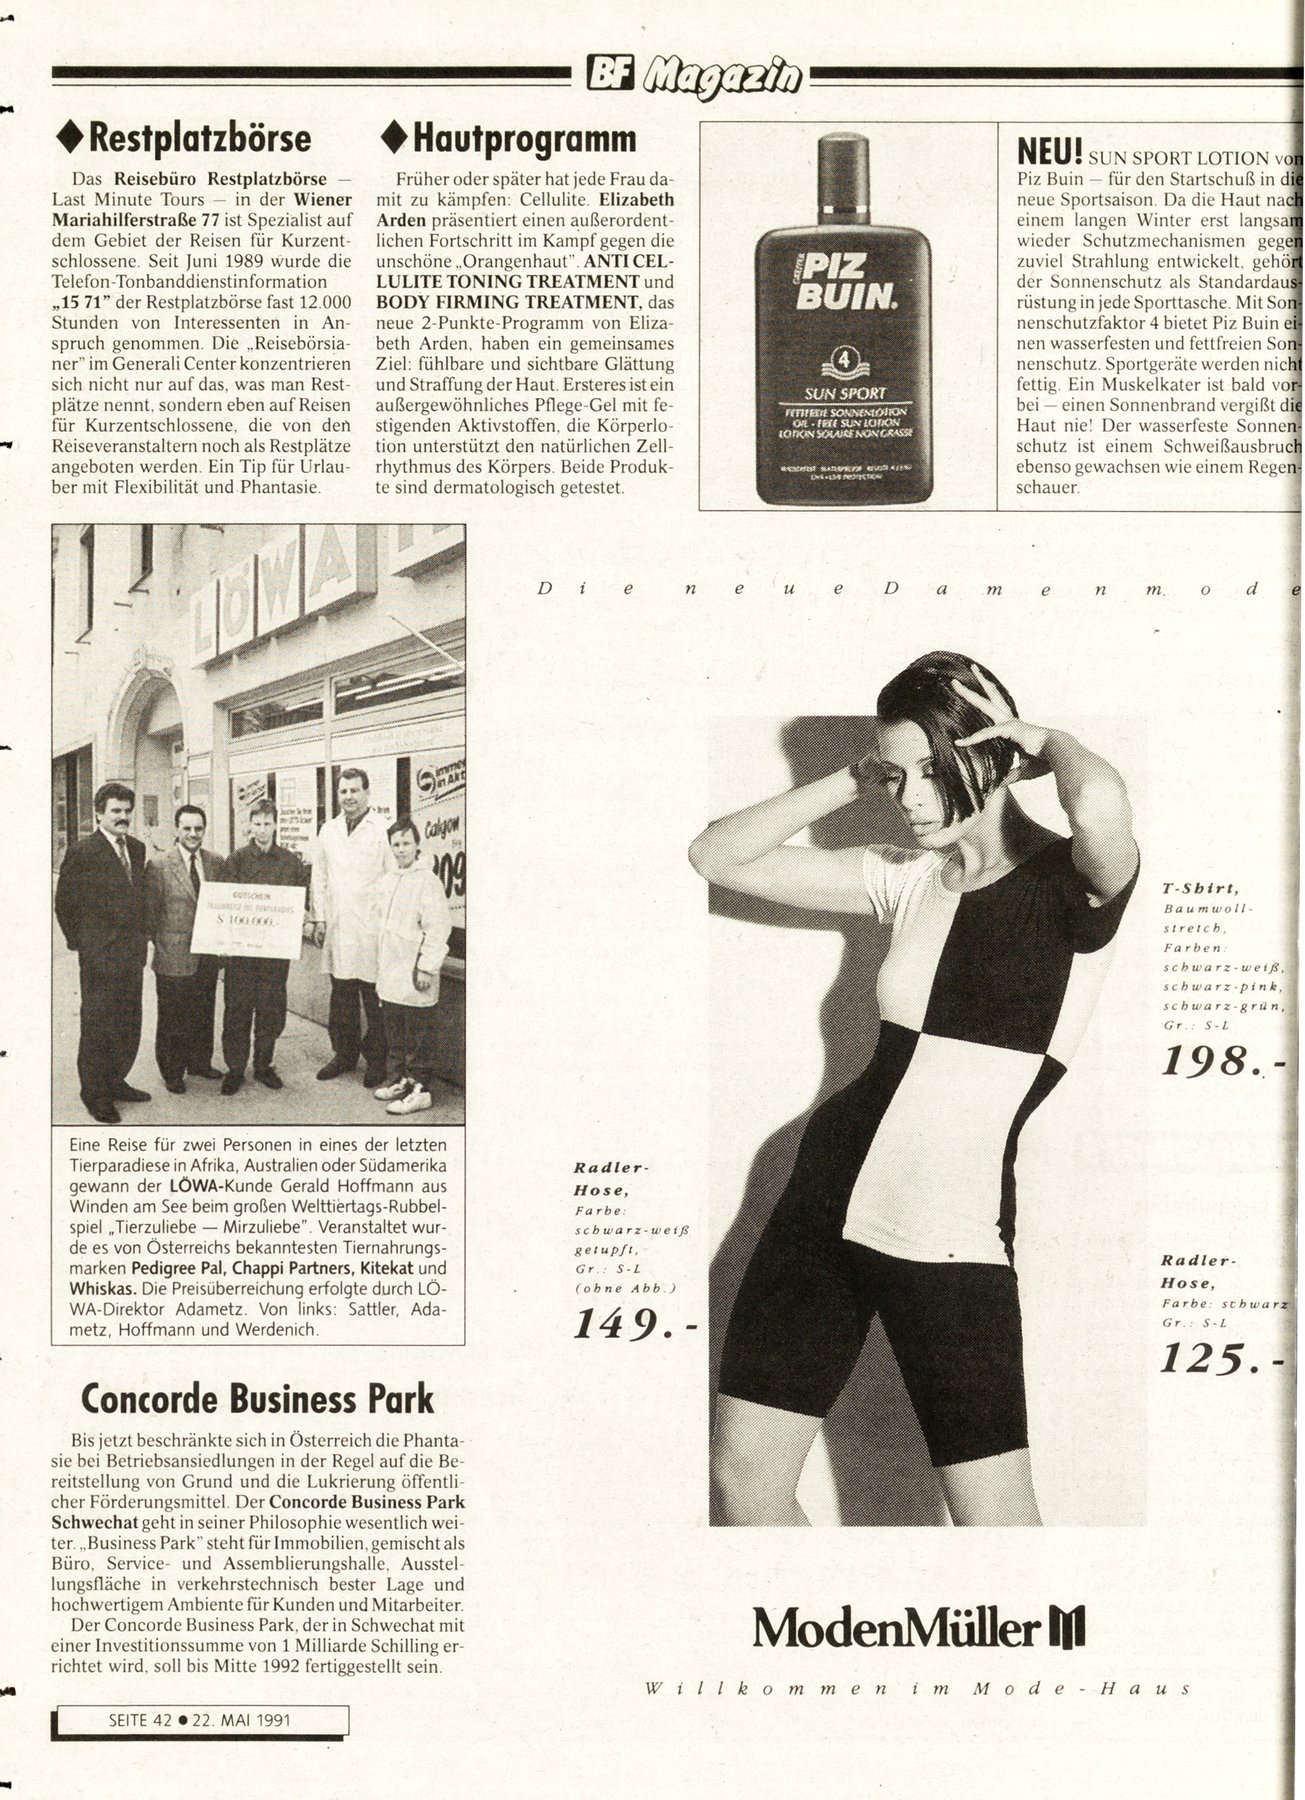 BF Magazin
◆Restplatzbörse
Das Reisebüro Restplatzbörse —
Last Minute Tours — in der Wiener
Mariahilferstraße 77 ist Spezialist auf
dem Gebiet der Reisen für Kurzent-
schlossene. Seit Juni 1989 wurde die
Telefon-Tonbanddienstinformation
„15 71” der Restplatzbörse fast 12.000
Stunden von Interessenten in An-
spruch genommen. Die „Reisebörsia-
ner” im Generali Center konzentrieren
sich nicht nur auf das, was man Rest-
plätze nennt, sondern eben auf Reisen
für Kurzentschlossene, die von den
Reiseveranstaltern noch als Restplätze
angeboten werden. Ein Tip für Urlau-
ber mit Flexibilität und Phantasie.
◆Hautprogramm
Früher oder später hat jede Frau da-
mit zu kämpfen: Cellulite. Elizabeth
Arden präsentiert einen außerordent-
lichen Fortschritt im Kampf gegen die
unschöne „Orangenhaut”. ANTI CEL-
LULITE TONING TREATMENT und
BODY FIRMING TREATMENT, das
neue 2-Punkte-Programm von Eliza-
beth Arden, haben ein gemeinsames
Ziel: fühlbare und sichtbare Glättung
und Straffung der Haut. Ersteres ist ein
außergewöhnliches Pflege-Gel mit fe-
stigenden Aktivstoffen, die Körperlo-
tion unterstützt den natürlichen Zell-
rhythmus des Körpers. Beide Produk-
te sind dermatologisch getestet.
GREITER
PIZ
BUIN.
4
SUN SPORT
FETTFREIE SONNENLOTION
OIL - FREE SUN LOTION
LOTION SOLAIRE NON GRASSE
NEU! SUN SPORT LOTION von
Piz Buin — für den Startschuß in die
neue Sportsaison. Da die Haut nach
einem langen Winter erst langsam
wieder Schutzmechanismen gegen
zuviel Strahlung entwickelt, gehört
der Sonnenschutz als Standardaus-
rüstung in jede Sporttasche. Mit Son-
nenschutzfaktor 4 bietet Piz Buin ei-
nen wasserfesten und fettfreien Son-
nenschutz. Sportgeräte werden nicht
fettig. Ein Muskelkater ist bald vor-
bei — einen Sonnenbrand vergißt die
Haut nie! Der wasserfeste Sonnen-
schutz ist einem Schweißausbruch
ebenso gewachsen wie einem Regen-
schauer.
LÖWA
immer
in Akt
Calgon
09
GUTSCHEIN
TRAUMREISE INS TIERPARADIES
S 100.000,-
Eine Reise für zwei Personen in eines der letzten
Tierparadiese in Afrika, Australien oder Südamerika
gewann der LÖWA-Kunde Gerald Hoffmann aus
Winden am See beim großen Welttiertags-Rubbel-
spiel „Tierzuliebe — Mirzuliebe”. Veranstaltet wur-
de es von Österreichs bekanntesten Tiernahrungs-
marken Pedigree Pal, Chappi Partners, Kitekat und
Whiskas. Die Preisüberreichung erfolgte durch LÖ-
WA-Direktor Adametz. Von links: Sattler, Ada-
metz, Hoffmann und Werdenich.
Concorde Business Park
Bis jetzt beschränkte sich in Österreich die Phanta-
sie bei Betriebsansiedlungen in der Regel auf die Be-
reitstellung von Grund und die Lukrierung öffentli-
cher Förderungsmittel. Der Concorde Business Park
Schwechat geht in seiner Philosophie wesentlich wei-
ter. „Business Park” steht für Immobilien, gemischt als
Büro, Service- und Assemblierungshalle, Ausstel-
lungsfläche in verkehrstechnisch bester Lage und
hochwertigem Ambiente für Kunden und Mitarbeiter.
Der Concorde Business Park, der in Schwechat mit
einer Investitionssumme von 1 Milliarde Schilling er-
richtet wird, soll bis Mitte 1992 fertiggestellt sein.
Die neue Damenmode
T-Shirt,
Baumwoll-
stretch,
Farben:
schwarz-weiß,
schwarz-pink,
schwarz-grün,
Gr.: S-L
198.-
Radler-
Hose,
Farbe:
schwarz-weiß
getupft,
Gr.: S-L
(ohne Abb.)
149.-
Radler-
Hose,
Farbe: schwarz
Gr.: S-L
125.-
ModenMüller M
Willkommen im Mode-Haus
SEITE 42 ● 22. MAI 1991